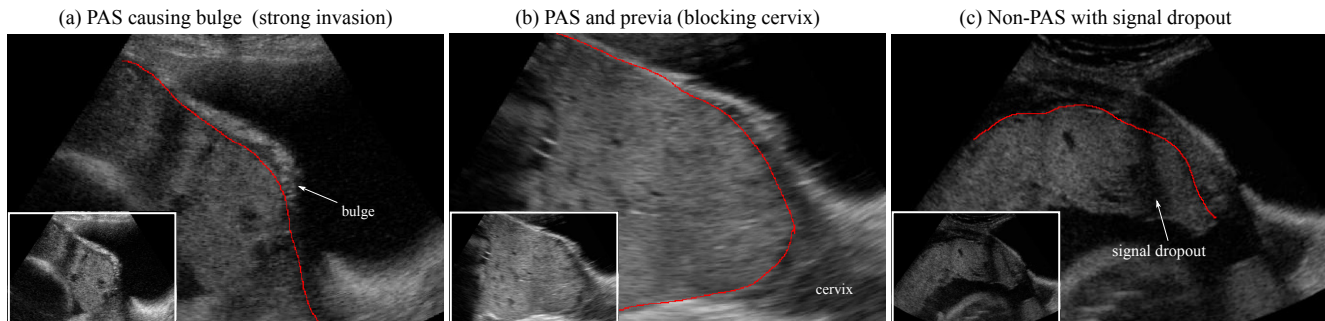 (a) PAS causing bulge (strong invasion)
(b) PAS and previa (blocking cervix)
(c) Non-PAS with signal dropout
bulge
cervix
signal dropout